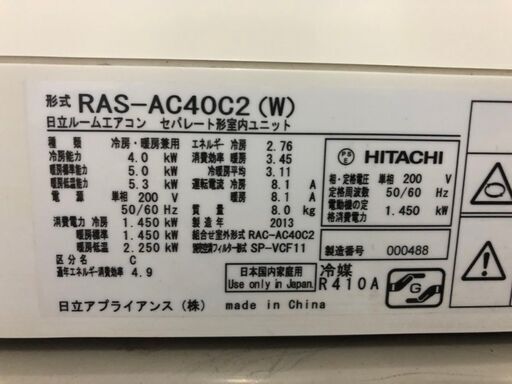 形式 RAS-AC40C2 (W)
日立ルームエアコン セパレート形室内ユニット
種類 冷房・暖房兼用
冷房能力 4.0 kW
暖房能力 5.0 kW
暖房低温能力 5.3 kW
電源 単相 200 V
50/60 Hz
消費電力 冷房 1.450 kW
暖房標準 1.450 kW
暖房低温 2.250 kW
区分名 C
通年エネルギー消費効率 4.9
エネルギー 冷房 2.76
消費効率 暖房 3.45
冷暖房平均 3.11
運転電流 冷房 8.1 A
暖房 8.1 A
質量 8.0 kg
製造年 2013
組合せ室外形式 RAC-AC40C2
SP-VCF11
PS E HITACHI
相・定格電圧 単相 200 V
定格周波数 50/60 Hz
電動機の定格消費電力 1.450 kW
製造番号 000488
日本国内家庭用
Use only in Japan.
冷媒
R410A
G
日立アプライアンス（株） made in China